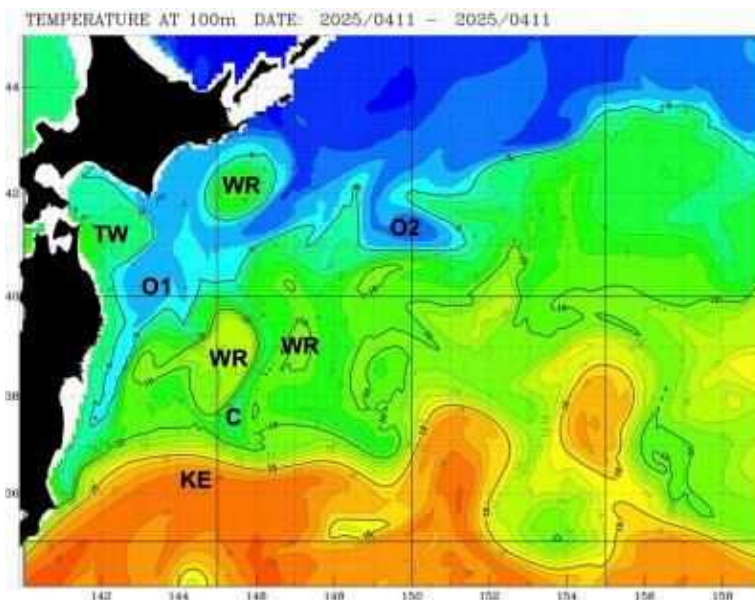 TEMPERATURE AT 100m DATE: 2025/0411 - 2025/0411
44
WR
42
TW
O2
O1
40
WR
WR
38
C
KE
36
142 144 146 148 150 152 154 156 158